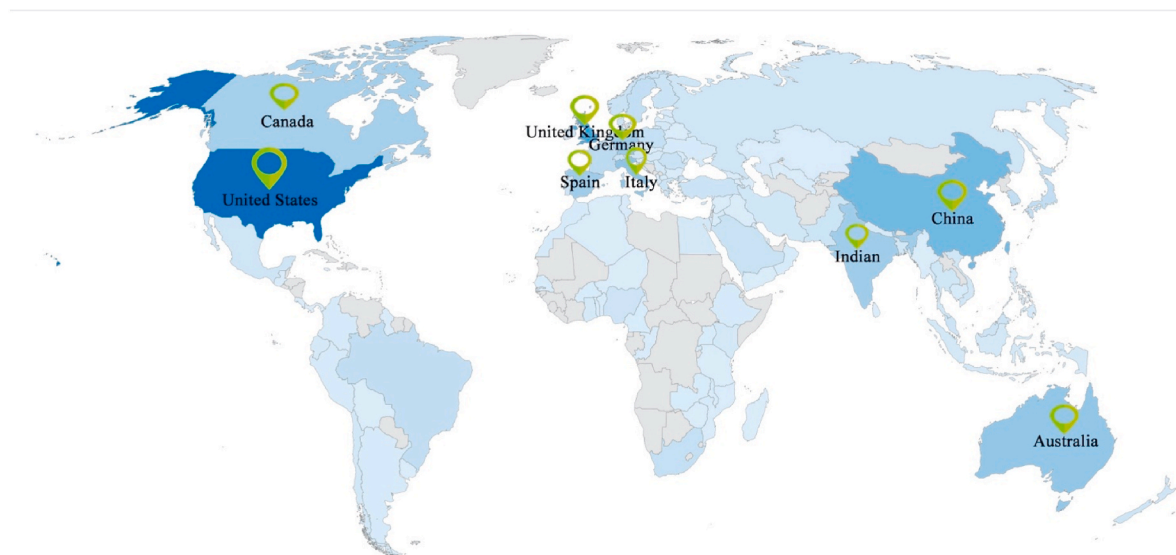 Canada
United Kingdom
Germany
United States
Spain
Italy
China
Indian
Australia